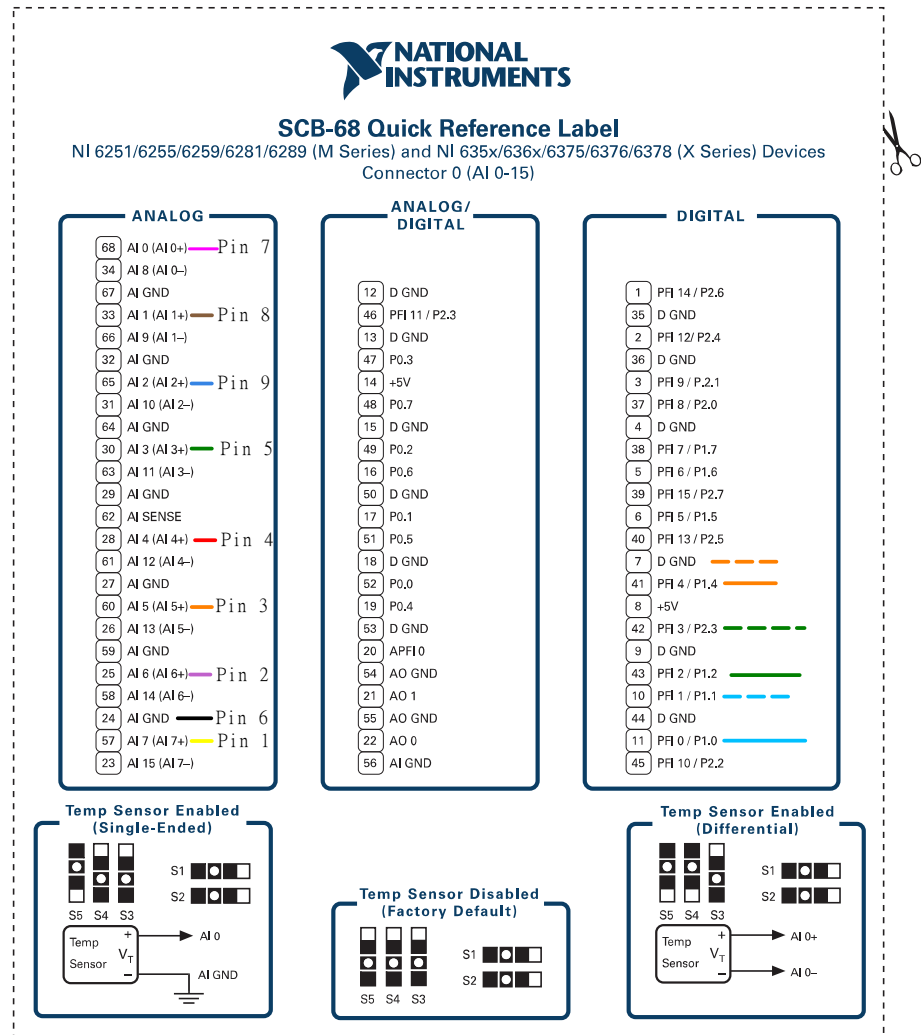 NATIONAL
INSTRUMENTS
SCB-68 Quick Reference Label
NI 6251/6255/6259/6281/6289 (M Series) and NI 635x/636x/6375/6376/6378 (X Series) Devices
Connector 0 (AI 0-15)
ANALOG
68 AI 0 (AI 0+) Pin 7
34 AI 8 (AI 0–)
67 AI GND
33 AI 1 (AI 1+) Pin 8
66 AI 9 (AI 1–)
32 AI GND
65 AI 2 (AI 2+) Pin 9
31 AI 10 (AI 2–)
64 AI GND
30 AI 3 (AI 3+) Pin 5
63 AI 11 (AI 3–)
29 AI GND
62 AI SENSE
28 AI 4 (AI 4+) Pin 4
61 AI 12 (AI 4–)
27 AI GND
60 AI 5 (AI 5+) Pin 3
26 AI 13 (AI 5–)
59 AI GND
25 AI 6 (AI 6+) Pin 2
58 AI 14 (AI 6–)
24 AI GND Pin 6
57 AI 7 (AI 7+) Pin 1
23 AI 15 (AI 7–)
ANALOG/
DIGITAL
12 D GND
46 PFI 11 / P2.3
13 D GND
47 P0.3
14 +5V
48 P0.7
15 D GND
49 P0.2
16 P0.6
50 D GND
17 P0.1
51 P0.5
18 D GND
52 P0.0
19 P0.4
53 D GND
20 APFI 0
54 AO GND
21 AO 1
55 AO GND
22 AO 0
56 AI GND
DIGITAL
1 PFI 14 / P2.6
35 D GND
2 PFI 12/ P2.4
36 D GND
3 PFI 9 / P.2.1
37 PFI 8 / P2.0
4 D GND
38 PFI 7 / P1.7
5 PFI 6 / P1.6
39 PFI 15 / P2.7
6 PFI 5 / P1.5
40 PFI 13 / P2.5
7 D GND
41 PFI 4 / P1.4
8 +5V
42 PFI 3 / P2.3
9 D GND
43 PFI 2 / P1.2
10 PFI 1 / P1.1
44 D GND
11 PFI 0 / P1.0
45 PFI 10 / P2.2
Temp Sensor Enabled
(Single-Ended)
S1
S2
S5 S4 S3
Temp
Sensor
+
VT
–
AI 0
AI GND
Temp Sensor Disabled
(Factory Default)
S1
S2
S5 S4 S3
Temp Sensor Enabled
(Differential)
S1
S2
S5 S4 S3
Temp
Sensor
+
VT
–
AI 0+
AI 0–